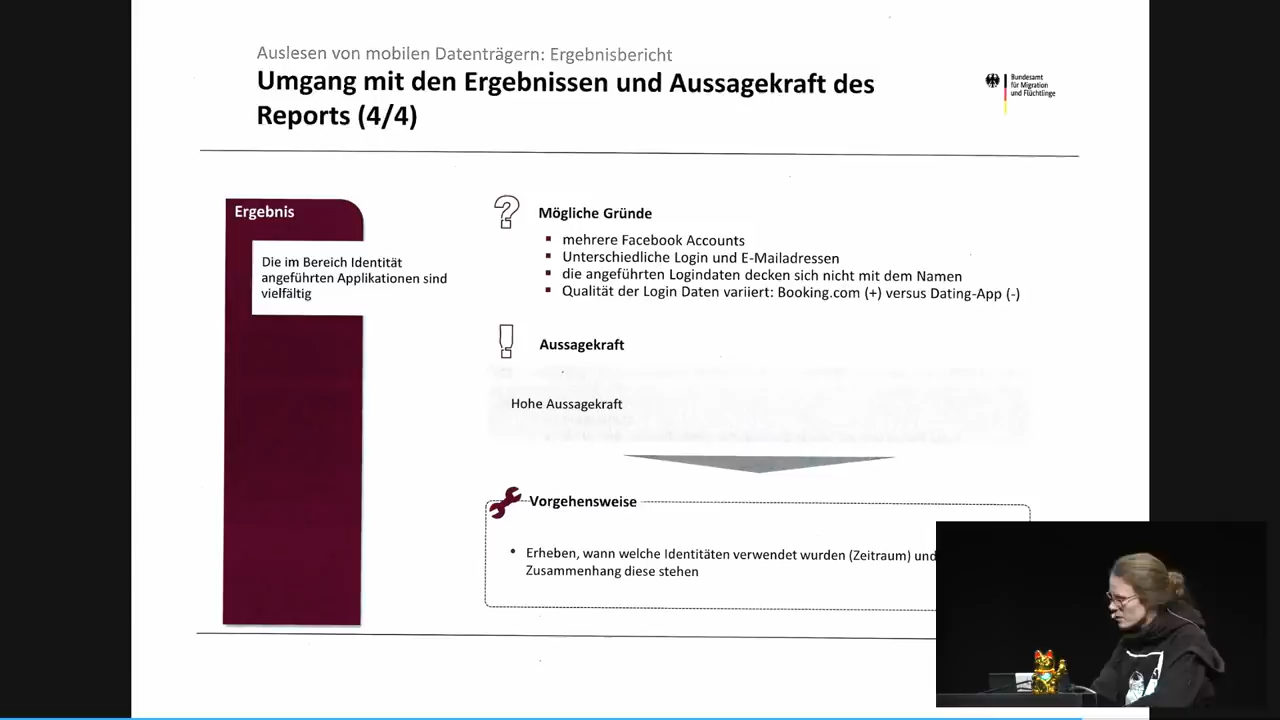 Auslesen von mobilen Datenträgern: Ergebnisbericht
Umgang mit den Ergebnissen und Aussagekraft des
Reports (4/4)
Bundesamt
für Migration
und Flüchtlinge
Ergebnis
Die im Bereich Identität
angeführten Applikationen sind
vielfältig
Mögliche Gründe
▪ mehrere Facebook Accounts
▪ Unterschiedliche Login und E-Mailadressen
▪ die angeführten Logindaten decken sich nicht mit dem Namen
▪ Qualität der Login Daten variiert: Booking.com (+) versus Dating-App (-)
Aussagekraft
Hohe Aussagekraft
Vorgehensweise
• Erheben, wann welche Identitäten verwendet wurden (Zeitraum) und
Zusammenhang diese stehen